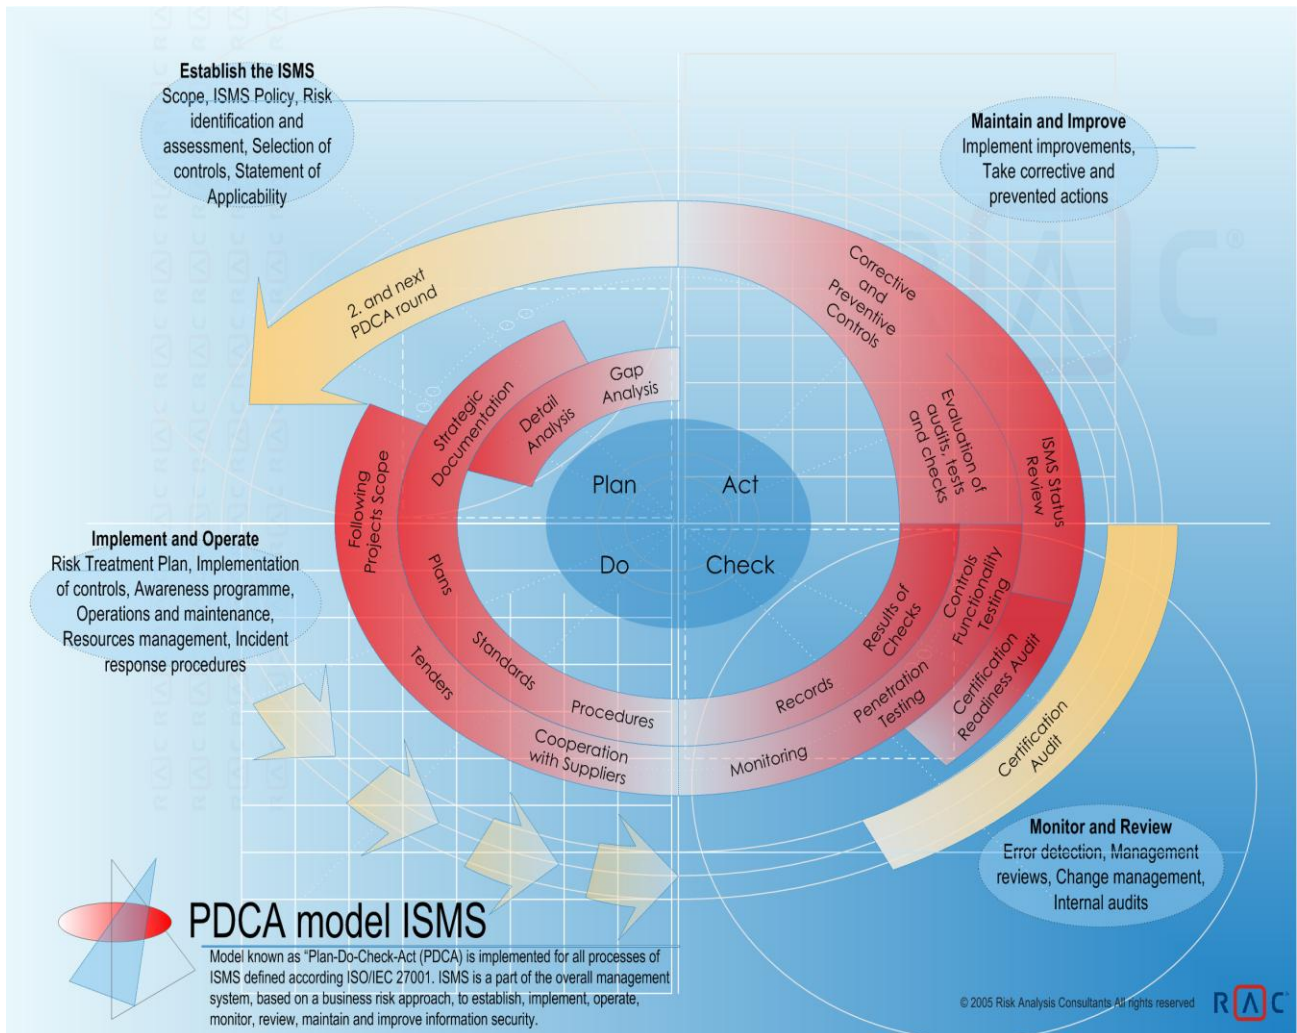 Establish the ISMS
Scope, ISMS Policy, Risk
identification and
assessment, Selection of
controls, Statement of
Applicability
Maintain and Improve
Implement improvements,
Take corrective and
prevented actions
2. and next
PDCA round
Corrective
and
Preventive
Controls
Strategic
Documentation
Gap
Analysis
Detail
Analysis
Evaluation of
audits, tests
and checks
ISMS Status
Review
Plan
Act
Do
Check
Following
Projects Scope
Implement and Operate
Risk Treatment Plan, Implementation
of controls, Awareness programme,
Operations and maintenance,
Resources management, Incident
response procedures
Plans
Standards
Procedures
Tenders
Cooperation
with Suppliers
Results of
Checks
Records
Controls
Functionality
Testing
Penetration
Testing
Monitoring
Certification
Readiness Audit
Certification
Audit
Monitor and Review
Error detection, Management
reviews, Change management,
Internal audits
PDCA model ISMS
Model known as "Plan-Do-Check-Act (PDCA) is implemented for all processes of
ISMS defined according ISO/IEC 27001. ISMS is a part of the overall management
system, based on a business risk approach, to establish, implement, operate,
monitor, review, maintain and improve information security.
© 2005 Risk Analysis Consultants All rights reserved
RAC